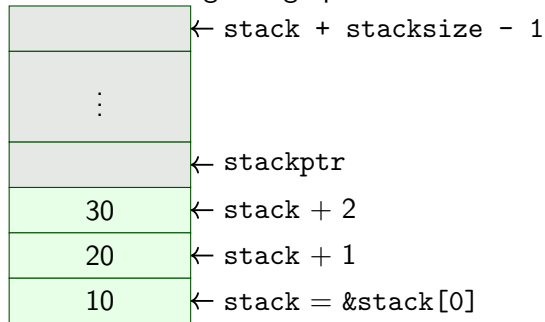 ← stack + stacksize - 1
⋮
← stackptr
30 ← stack + 2
20 ← stack + 1
10 ← stack = &stack[0]